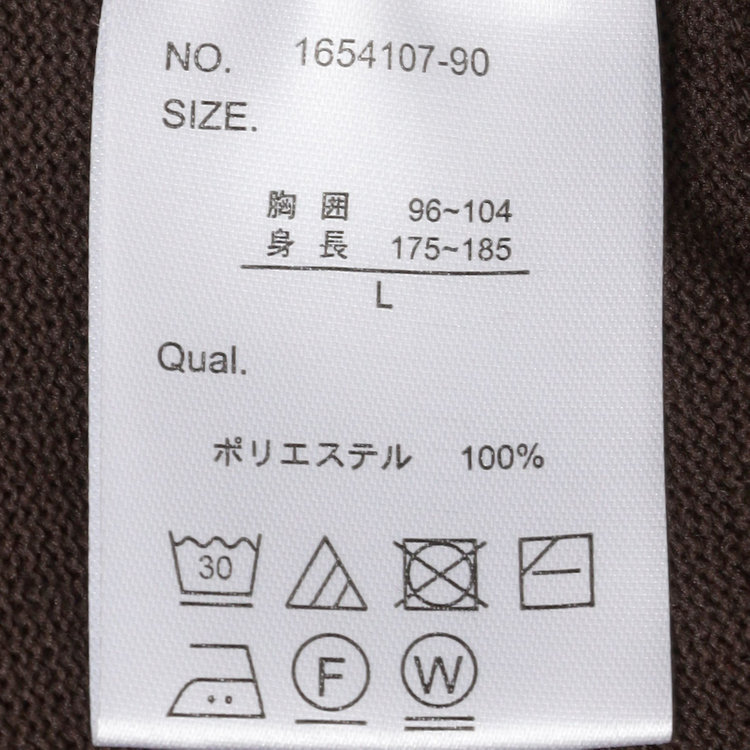 NO. 1654107-90
SIZE.
胸 囲 96~104
身 長 175~185
L
Qual.
ポリエステル 100%
30
F W